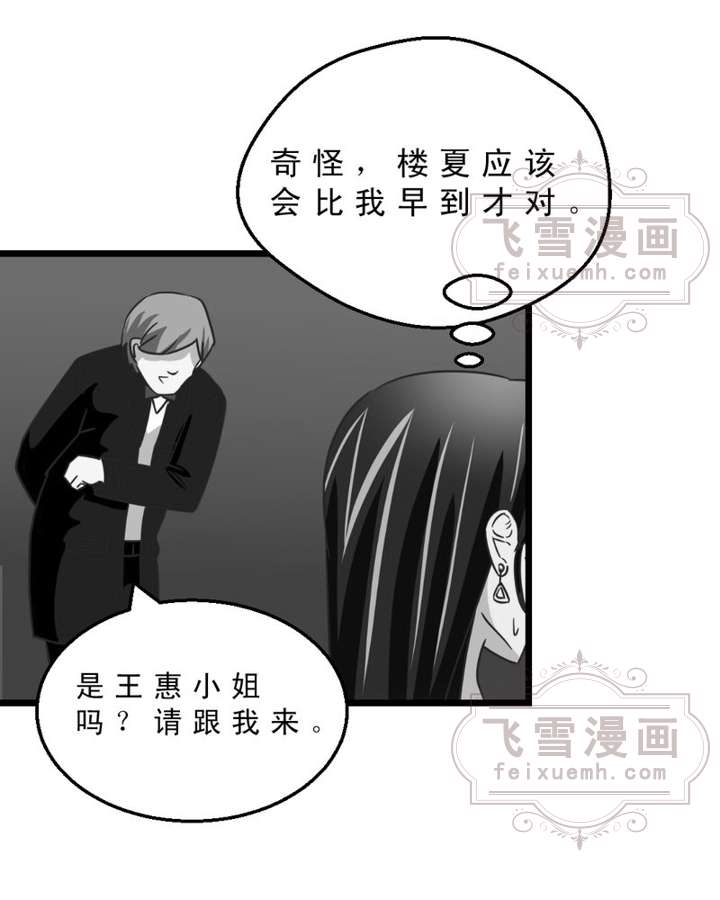 奇怪，楼夏应该
会比我早到才对。
飞雪漫画
feixuemh.com
是王惠小姐
吗？请跟我来。
飞雪漫画
feixuemh.com